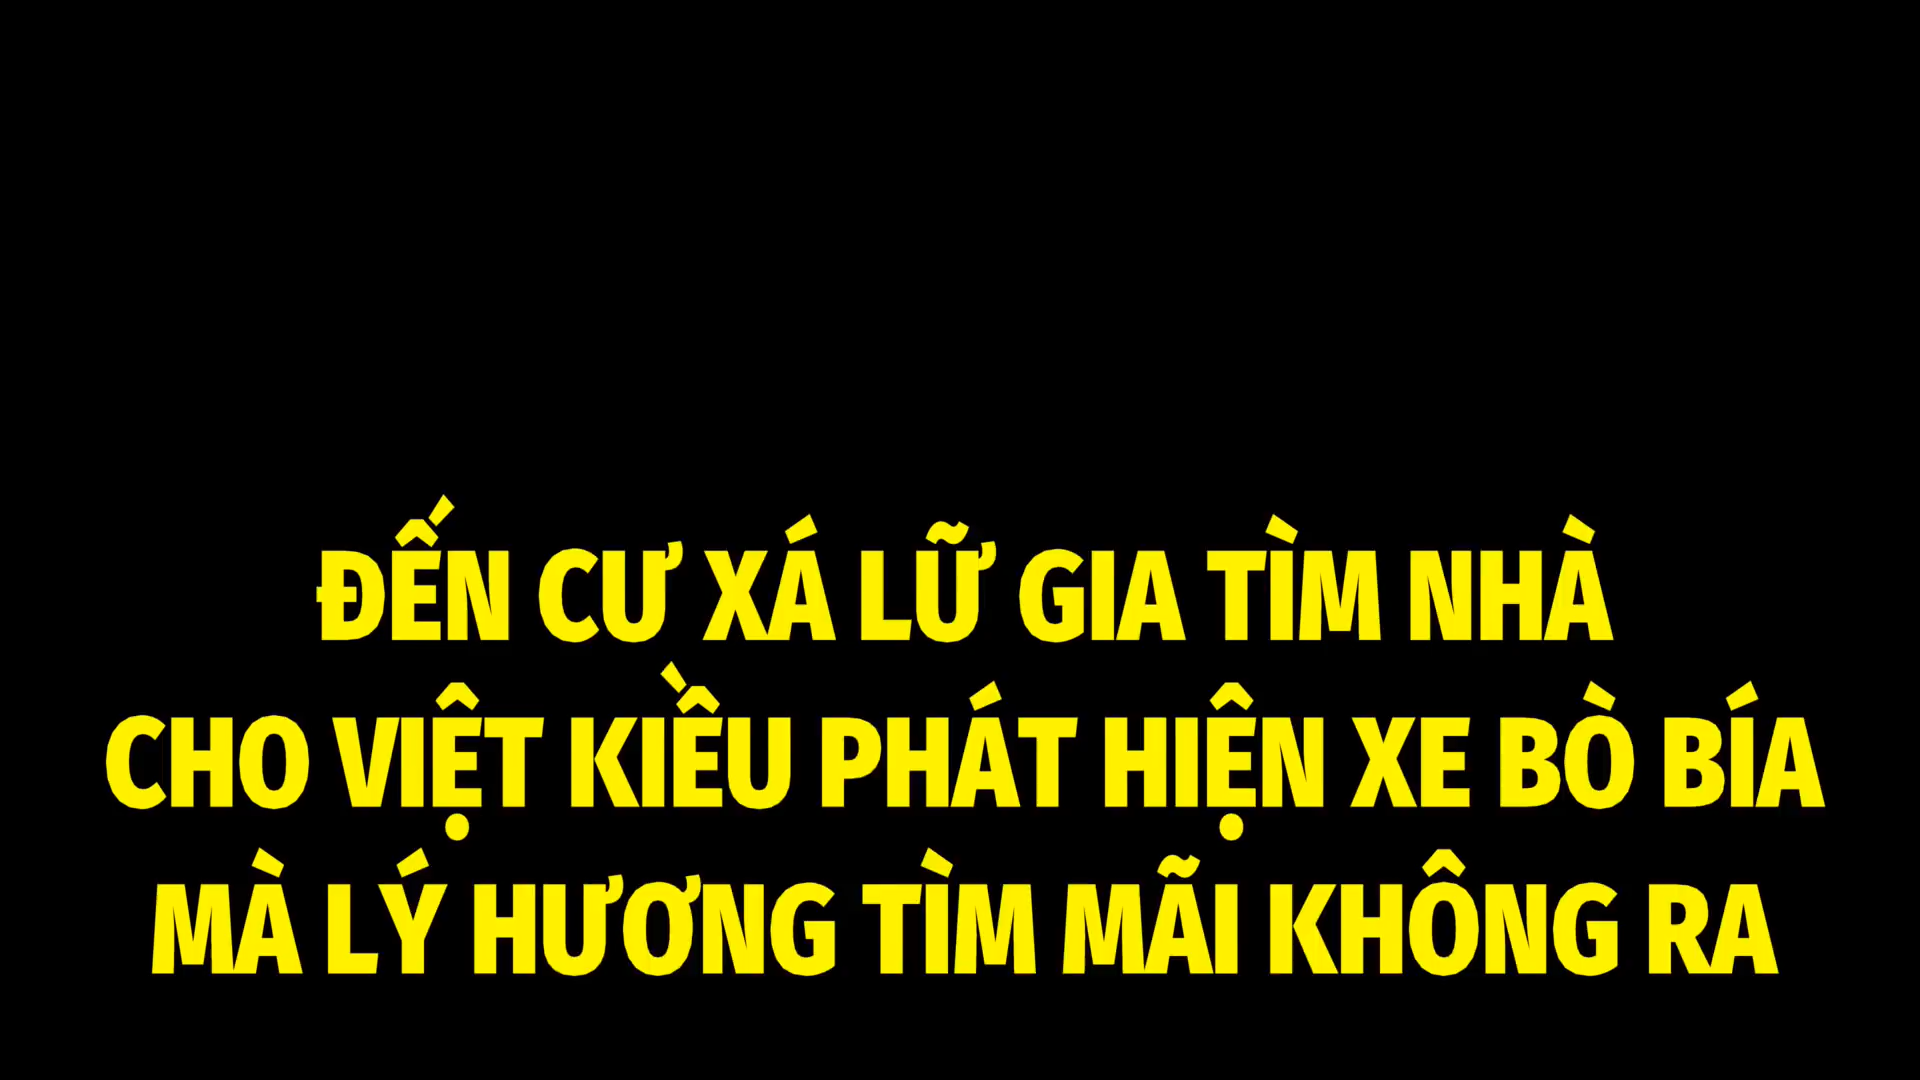 ĐẾN CƯ XÁ LỮ GIA TÌM NHÀ
CHO VIỆT KIỀU PHÁT HIỆN XE BÒ BÍA
MÀ LÝ HƯƠNG TÌM MÃI KHÔNG RA